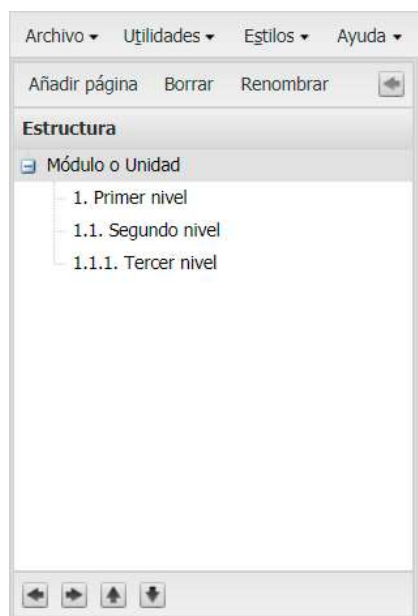 Archivo Utilidades Estilos Ayuda
Añadir página Borrar Renombrar
Estructura
Módulo o Unidad
1. Primer nivel
1.1. Segundo nivel
1.1.1. Tercer nivel